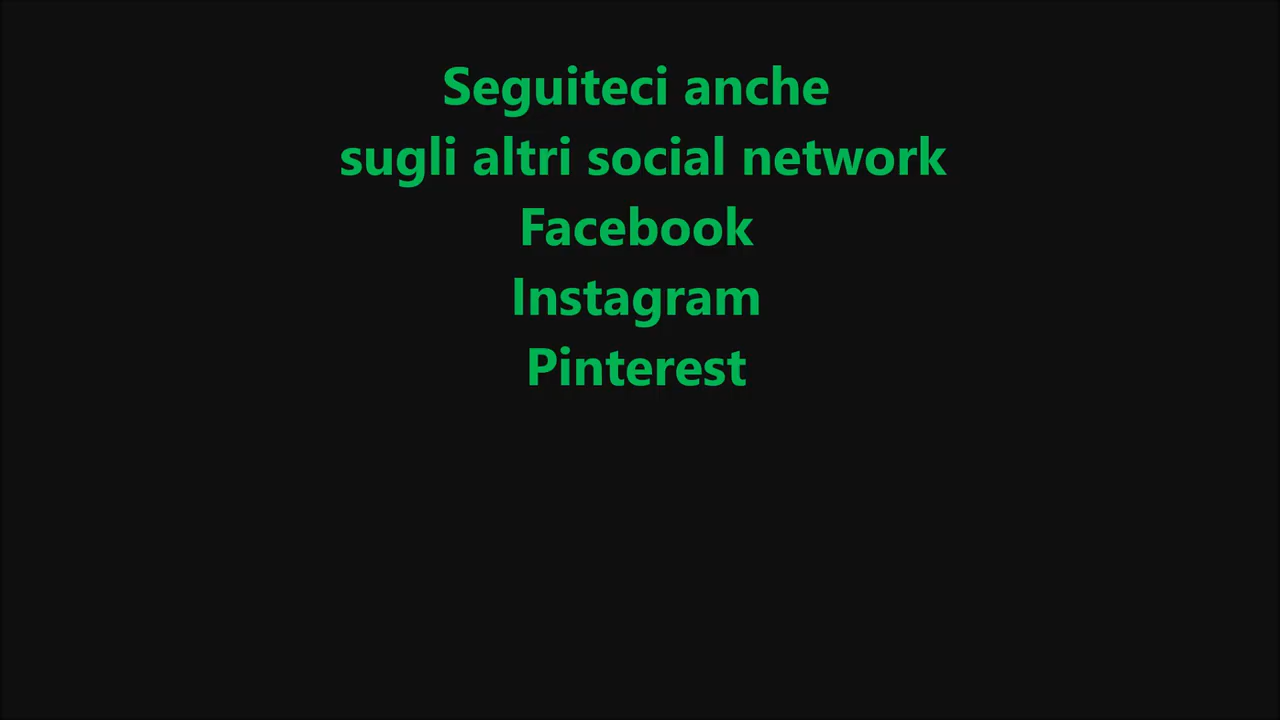 Seguiteci anche
sugli altri social network
Facebook
Instagram
Pinterest